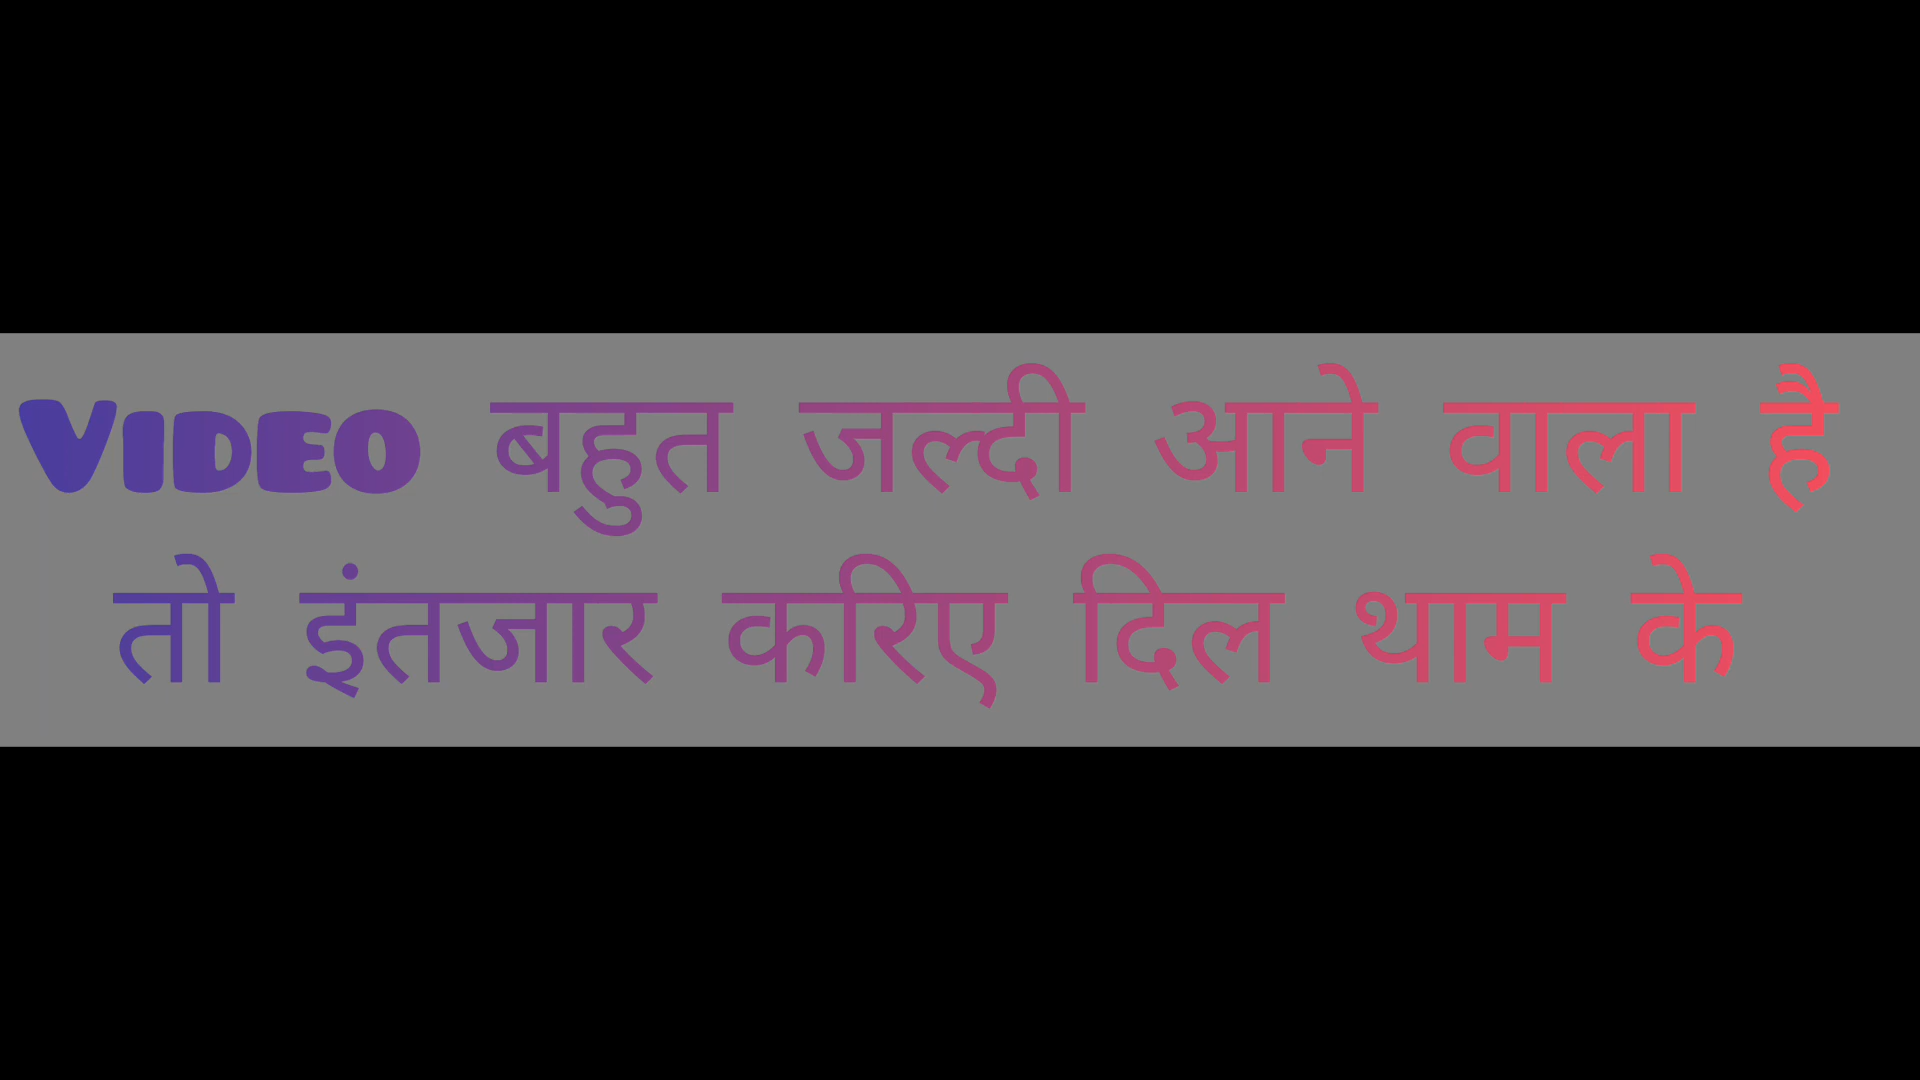 Video बहुत जल्दी आने वाला है
तो इंतजार करिए दिल थाम के